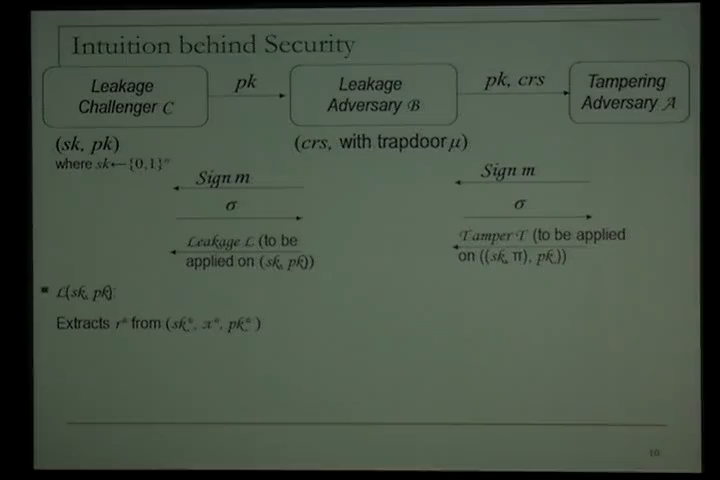 Intuition behind Security
Leakage
Challenger C
pk
Leakage
Adversary B
pk, crs
Tampering
Adversary A
(sk, pk)
where sk←{0,1}ⁿ
(crs, with trapdoor μ)
Sign m
σ
Leakage L (to be
applied on (sk, pk))
Sign m
σ
Tamper T (to be applied
on ((sk, π), pk))
L(sk, pk):
Extracts r* from (sk*, π*, pk*)
10